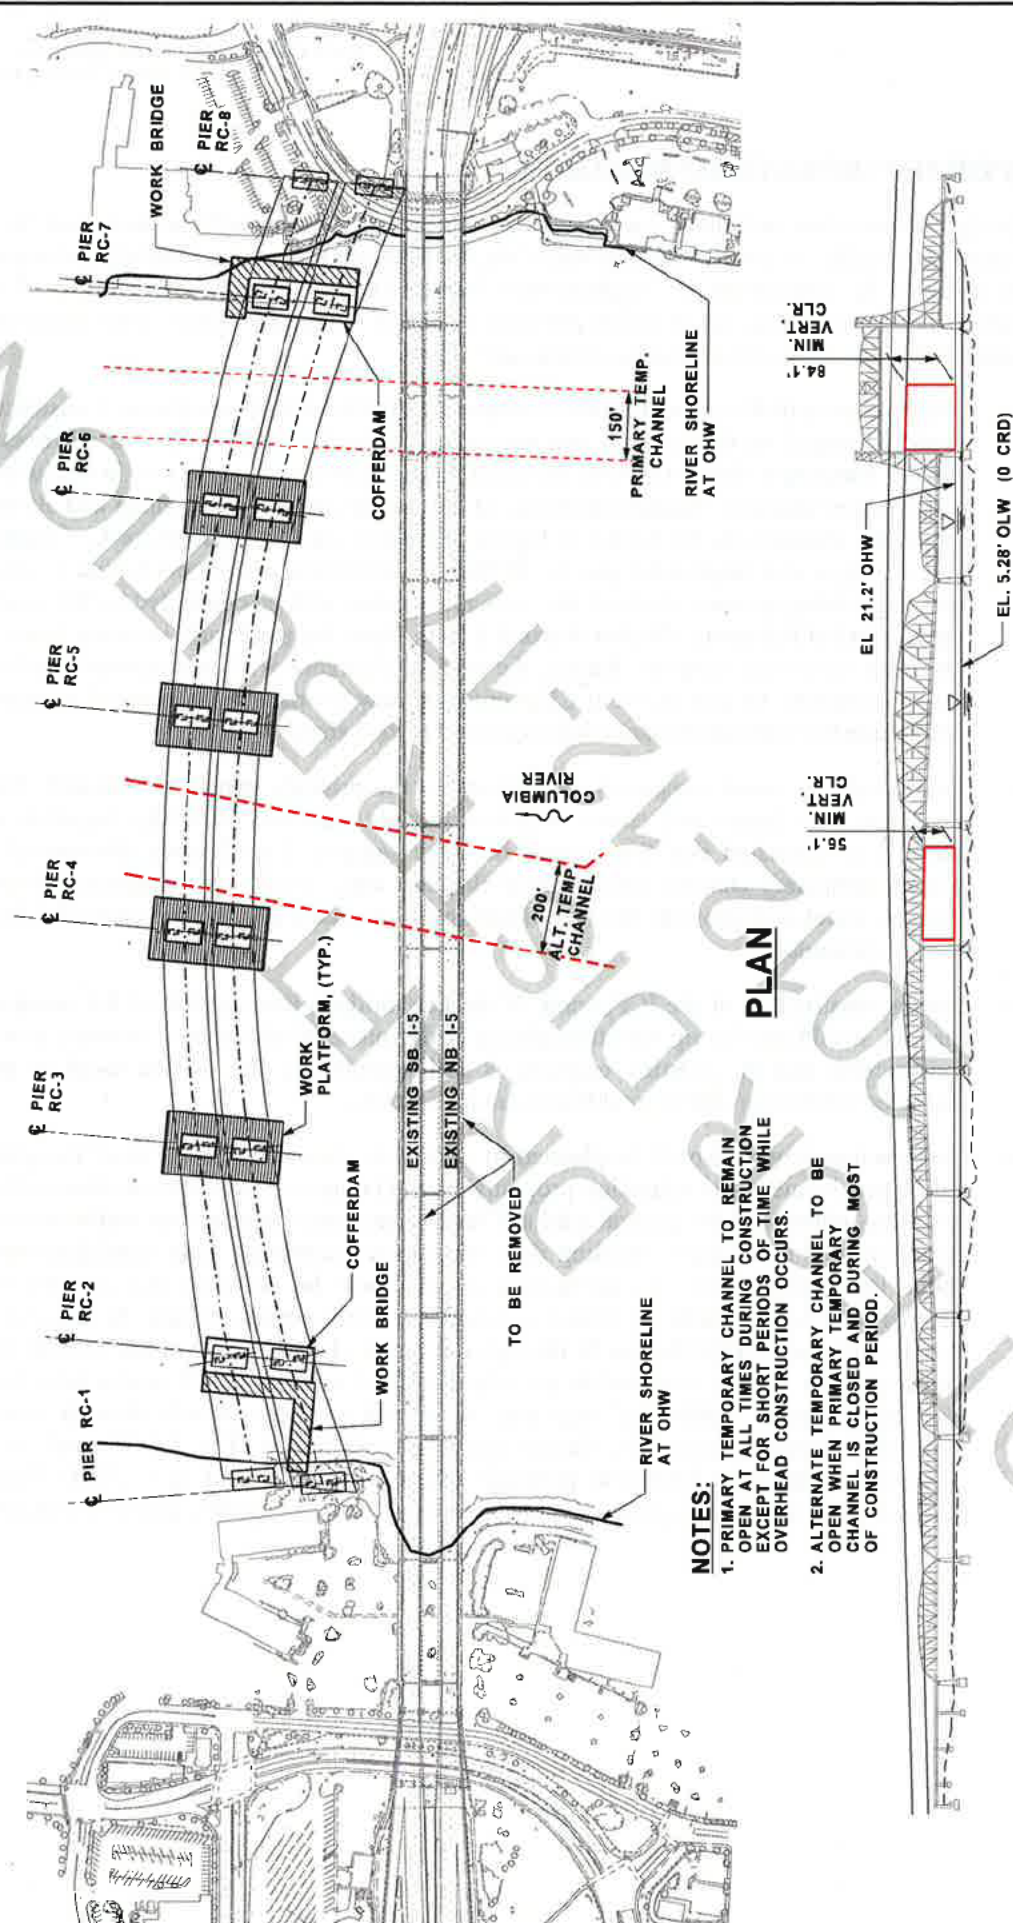 PIER
RC-1
PIER
RC-2
PIER
RC-3
PIER
RC-4
PIER
RC-5
PIER
RC-6
PIER
RC-7
PIER
RC-8
WORK BRIDGE
COFFERDAM
WORK BRIDGE
COFFERDAM
WORK
PLATFORM, (TYP.)
EXISTING SB I-5
EXISTING NB I-5
TO BE REMOVED
RIVER SHORELINE
AT OHW
COLUMBIA
RIVER
200'
ALT. TEMP.
CHANNEL
150'
PRIMARY TEMP.
CHANNEL
RIVER SHORELINE
AT OHW
PLAN
NOTES:
1. PRIMARY TEMPORARY CHANNEL TO REMAIN
OPEN AT ALL TIMES DURING CONSTRUCTION
EXCEPT FOR SHORT PERIODS OF TIME WHILE
OVERHEAD CONSTRUCTION OCCURS.
2. ALTERNATE TEMPORARY CHANNEL TO BE
OPEN WHEN PRIMARY TEMPORARY
CHANNEL IS CLOSED AND DURING MOST
OF CONSTRUCTION PERIOD.
56.1'
MIN.
VERT.
CLR.
84.1'
MIN.
VERT.
CLR.
EL 21.2' OHW
EL. 5.28' OLW (0 CRD)
DRAFT